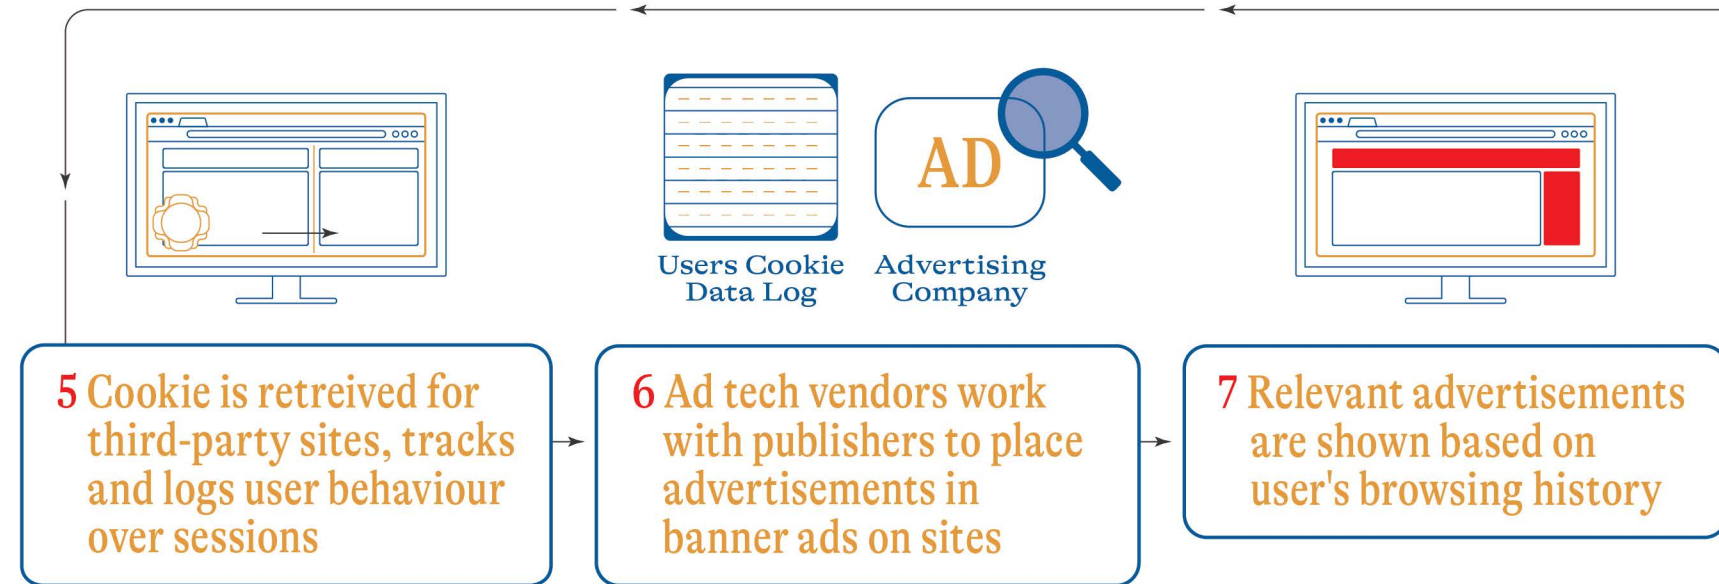 AD
Users Cookie
Data Log
Advertising
Company
5 Cookie is retreived for
third-party sites, tracks
and logs user behaviour
over sessions
6 Ad tech vendors work
with publishers to place
advertisements in
banner ads on sites
7 Relevant advertisements
are shown based on
user's browsing history